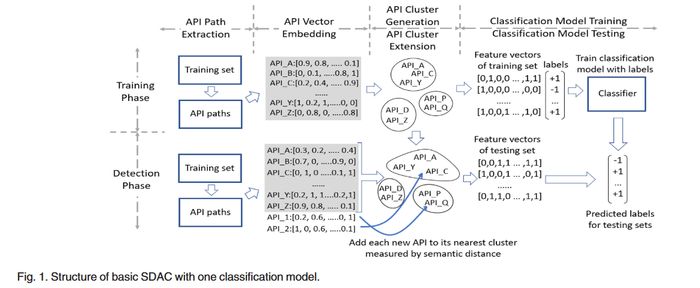 API Path
Extraction
API Vector
Embedding
API Cluster
Generation
API Cluster
Extension
Classification Model Training
Classification Model Testing
Training
Phase
Training set
API paths
API_A:[0.9, 0.8, ..... 0.1]
API_B:[0, 0.1, .....0.8, 1]
API_C:[0.2, 0.4, ..... 0.9]
......
API_Y:[1, 0.2, 1,....0, 0]
API_Z:[0, 0.8, 0, .....0.8]
API_A
API_C
API_Y
API_P
API_Q
API_D
API_Z
Feature vectors
of training set
labels
[0,1,0,0 ... ,1,1]
[1,0,0,0 ... ,0,0]
......
[1,0,0,1 ... ,1,0]
+1
-1
...
+1
Train classification
model with labels
Classifier
Detection
Phase
Training set
API paths
API_A:[0.3, 0.2, ..... 0.4]
API_B:[0.7, 0, .....0.9, 0]
API_C:[0, 1, 0 .....0.1, 1]
......
API_Y:[0.2, 1, 1.....0.2,1]
API_Z:[0.9, 0.8, ..... 0.1]
API_1:[0.2, 0.6, .....0, 1]
API_2:[1, 0, 0.6, .....0.1]
API_A
API_Y
API_C
API_D
API_Z
API_P
API_Q
Feature vectors
of testing set
[0,0,1,1 ... ,1,1]
[1,0,0,1 ... ,0,1]
......
[0,1,1,0 ... ,1,1]
-1
+1
...
+1
Predicted labels
for testing sets
Add each new API to its nearest cluster
measured by semantic distance
Fig. 1. Structure of basic SDAC with one classification model.